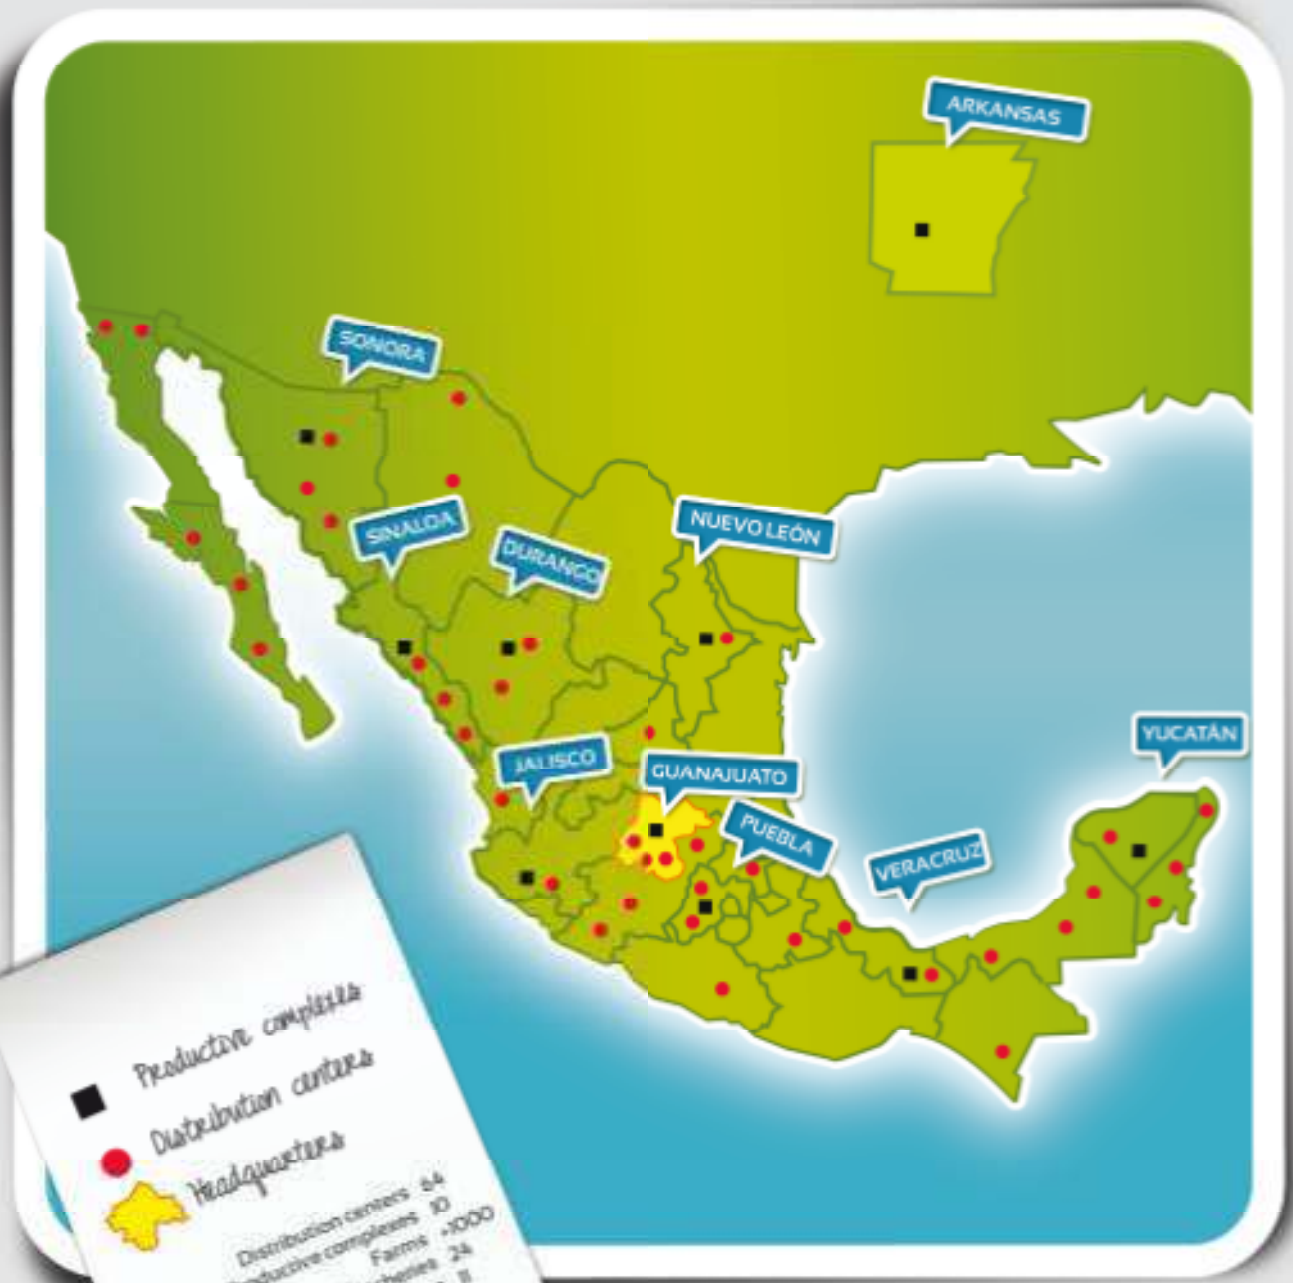 ARKANSAS
SONORA
SINALOA
DURANGO
NUEVO LEÓN
YUCATÁN
JALISCO
GUANAJUATO
PUEBLA
VERACRUZ
Productive complexes
Distribution centers
Headquarters
Distribution centers 64
complexes 10
Farms +1000
24
11